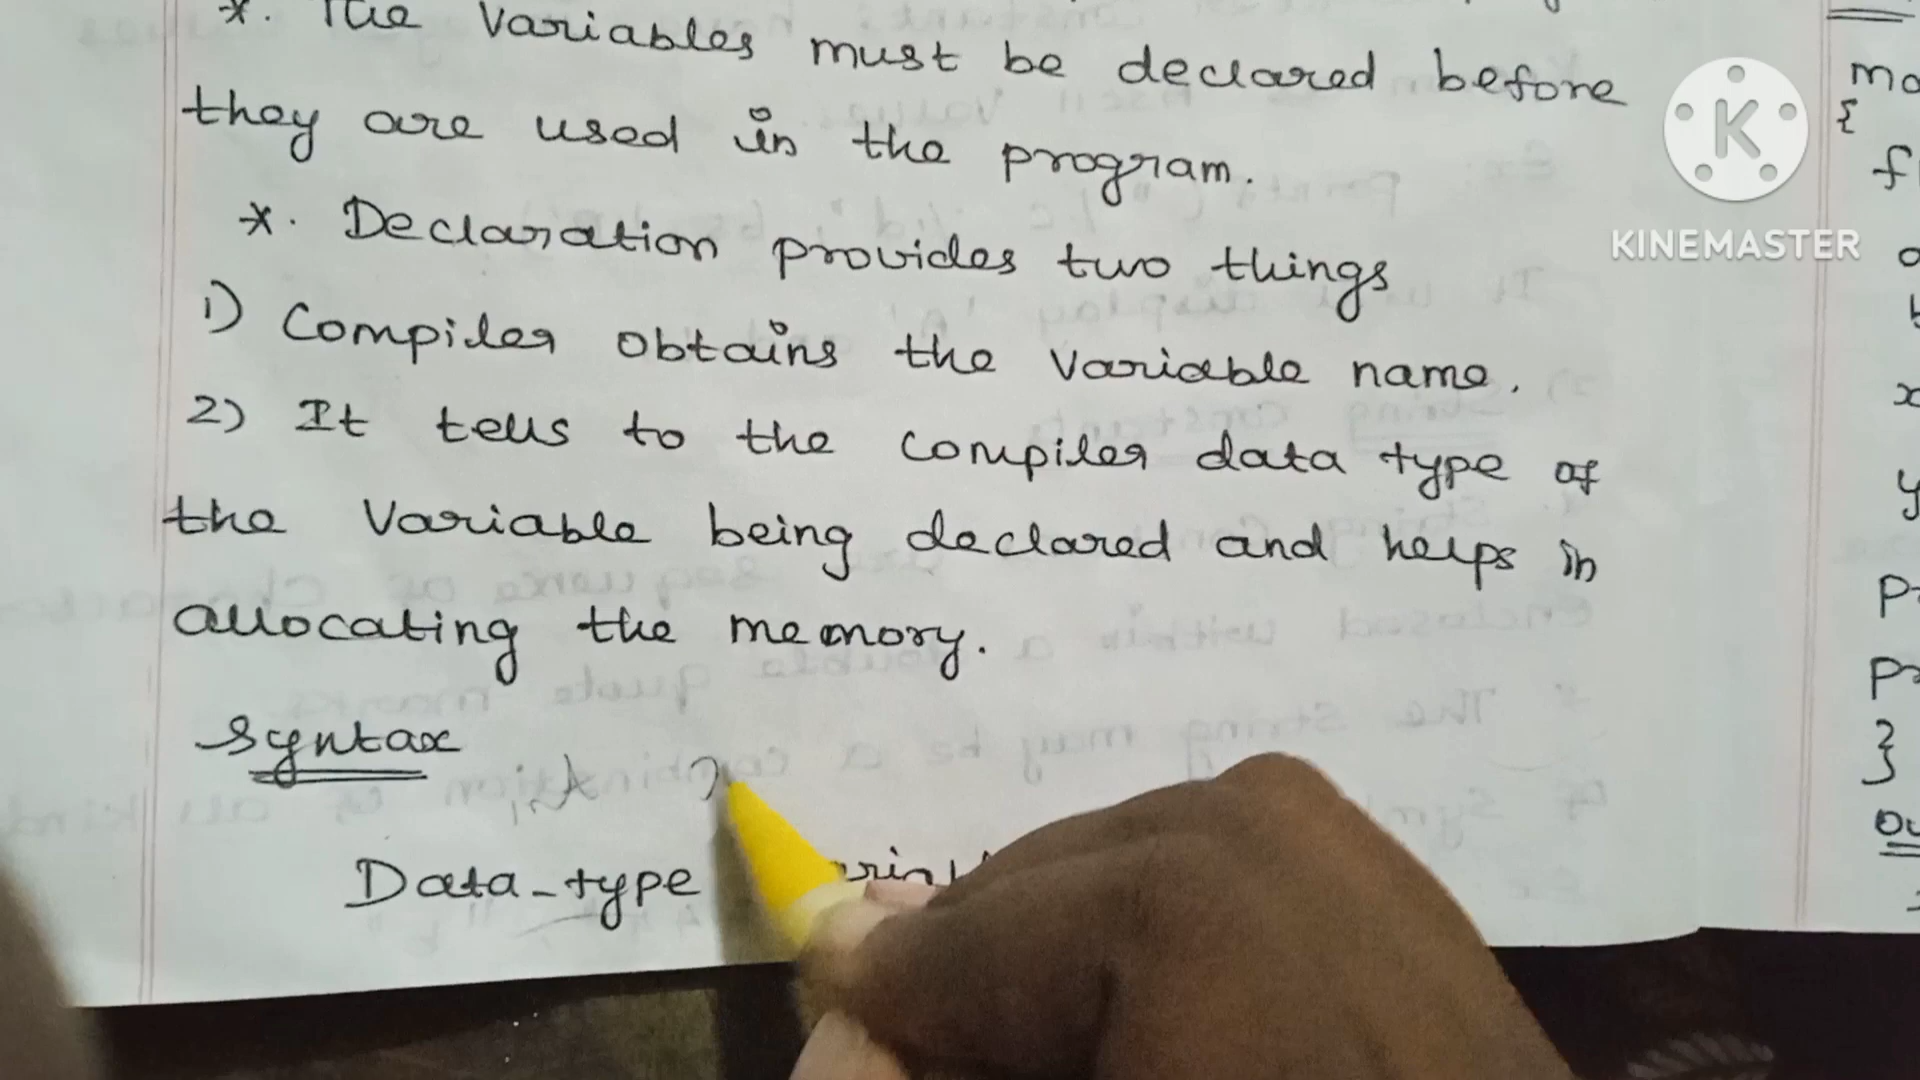 *. The Variables must be declared before
they are used in the program.
*. Declaration provides two things
1) Compiler obtains the Variable name.
2) It tells to the Compiler data type of
the Variable being declared and helps in
allocating the memory.
Syntax
int
Data-type
KINEMASTER
{
}